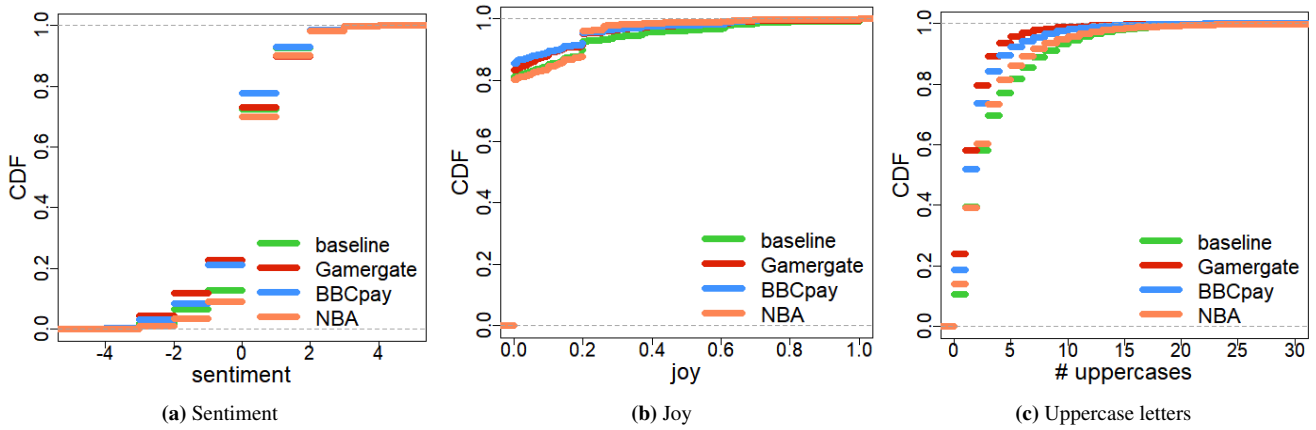 CDF
0.0 0.2 0.4 0.6 0.8 1.0
baseline
Gamergate
BBCpay
NBA
-4 -2 0 2 4
sentiment
(a) Sentiment
CDF
0.0 0.2 0.4 0.6 0.8 1.0
baseline
Gamergate
BBCpay
NBA
0.0 0.2 0.4 0.6 0.8 1.0
joy
(b) Joy
CDF
0.0 0.2 0.4 0.6 0.8 1.0
baseline
Gamergate
BBCpay
NBA
0 5 10 15 20 25 30
# uppercases
(c) Uppercase letters